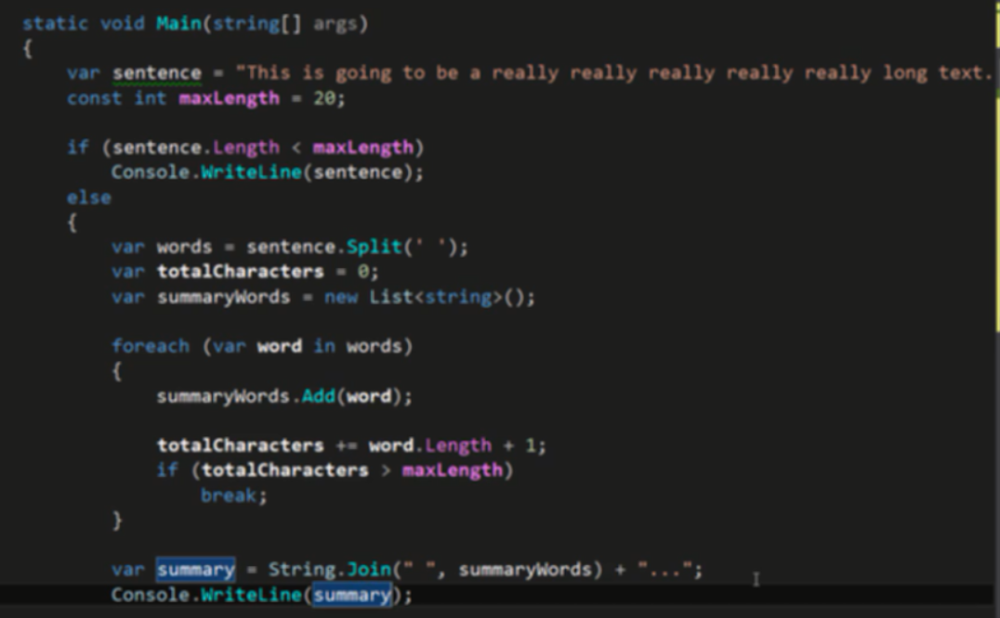 static void Main(string[] args)
{
var sentence = "This is going to be a really really really really really long text.
const int maxLength = 20;
if (sentence.Length < maxLength)
Console.WriteLine(sentence);
else
{
var words = sentence.Split(' ');
var totalCharacters = 0;
var summaryWords = new List<string>();
foreach (var word in words)
{
summaryWords.Add(word);
totalCharacters += word.Length + 1;
if (totalCharacters > maxLength)
break;
}
var summary = String.Join(" ", summaryWords) + "...";
Console.WriteLine(summary);